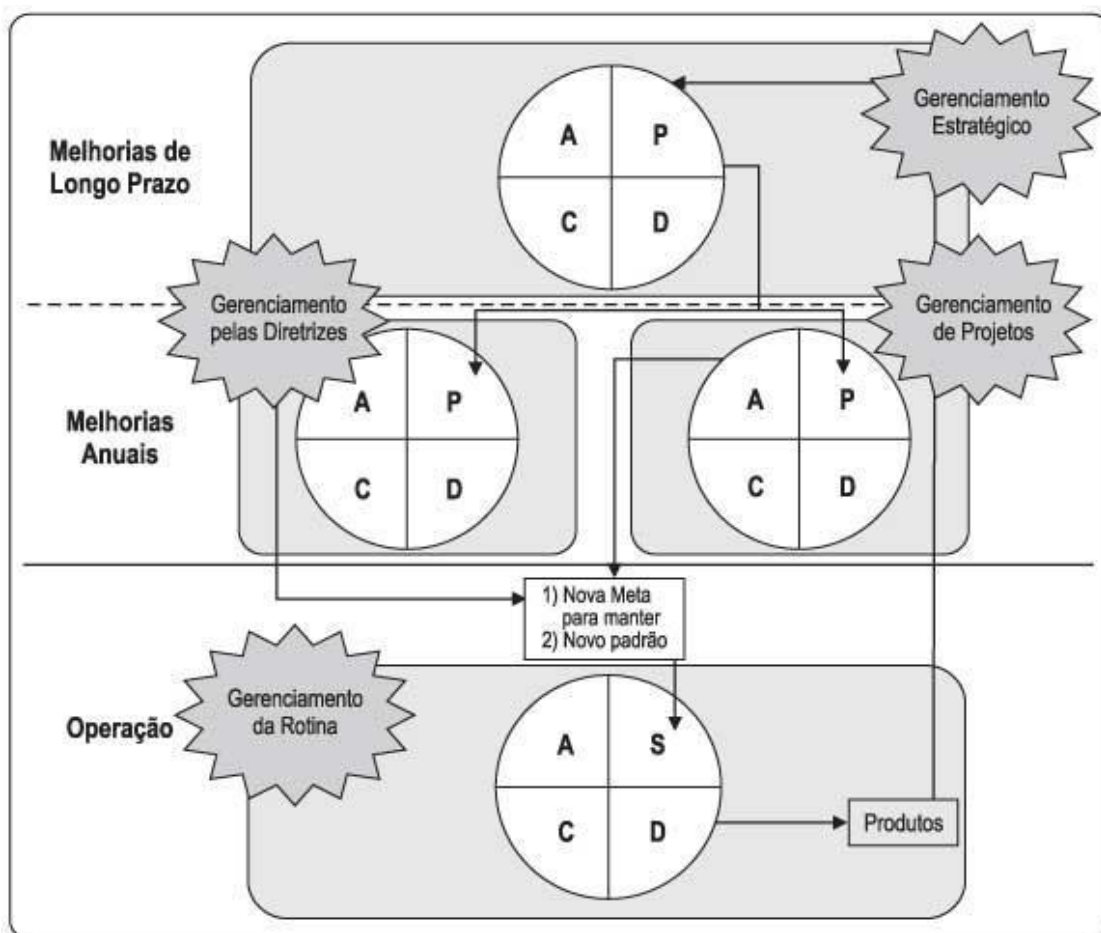 Gerenciamento
Estratégico
Melhorias de
Longo Prazo
A P
C D
Gerenciamento
pelas Diretrizes
Gerenciamento
de Projetos
Melhorias
Anuais
A P
C D
A P
C D
1) Nova Meta
para manter
2) Novo padrão
Operação
Gerenciamento
da Rotina
A S
C D
Produtos